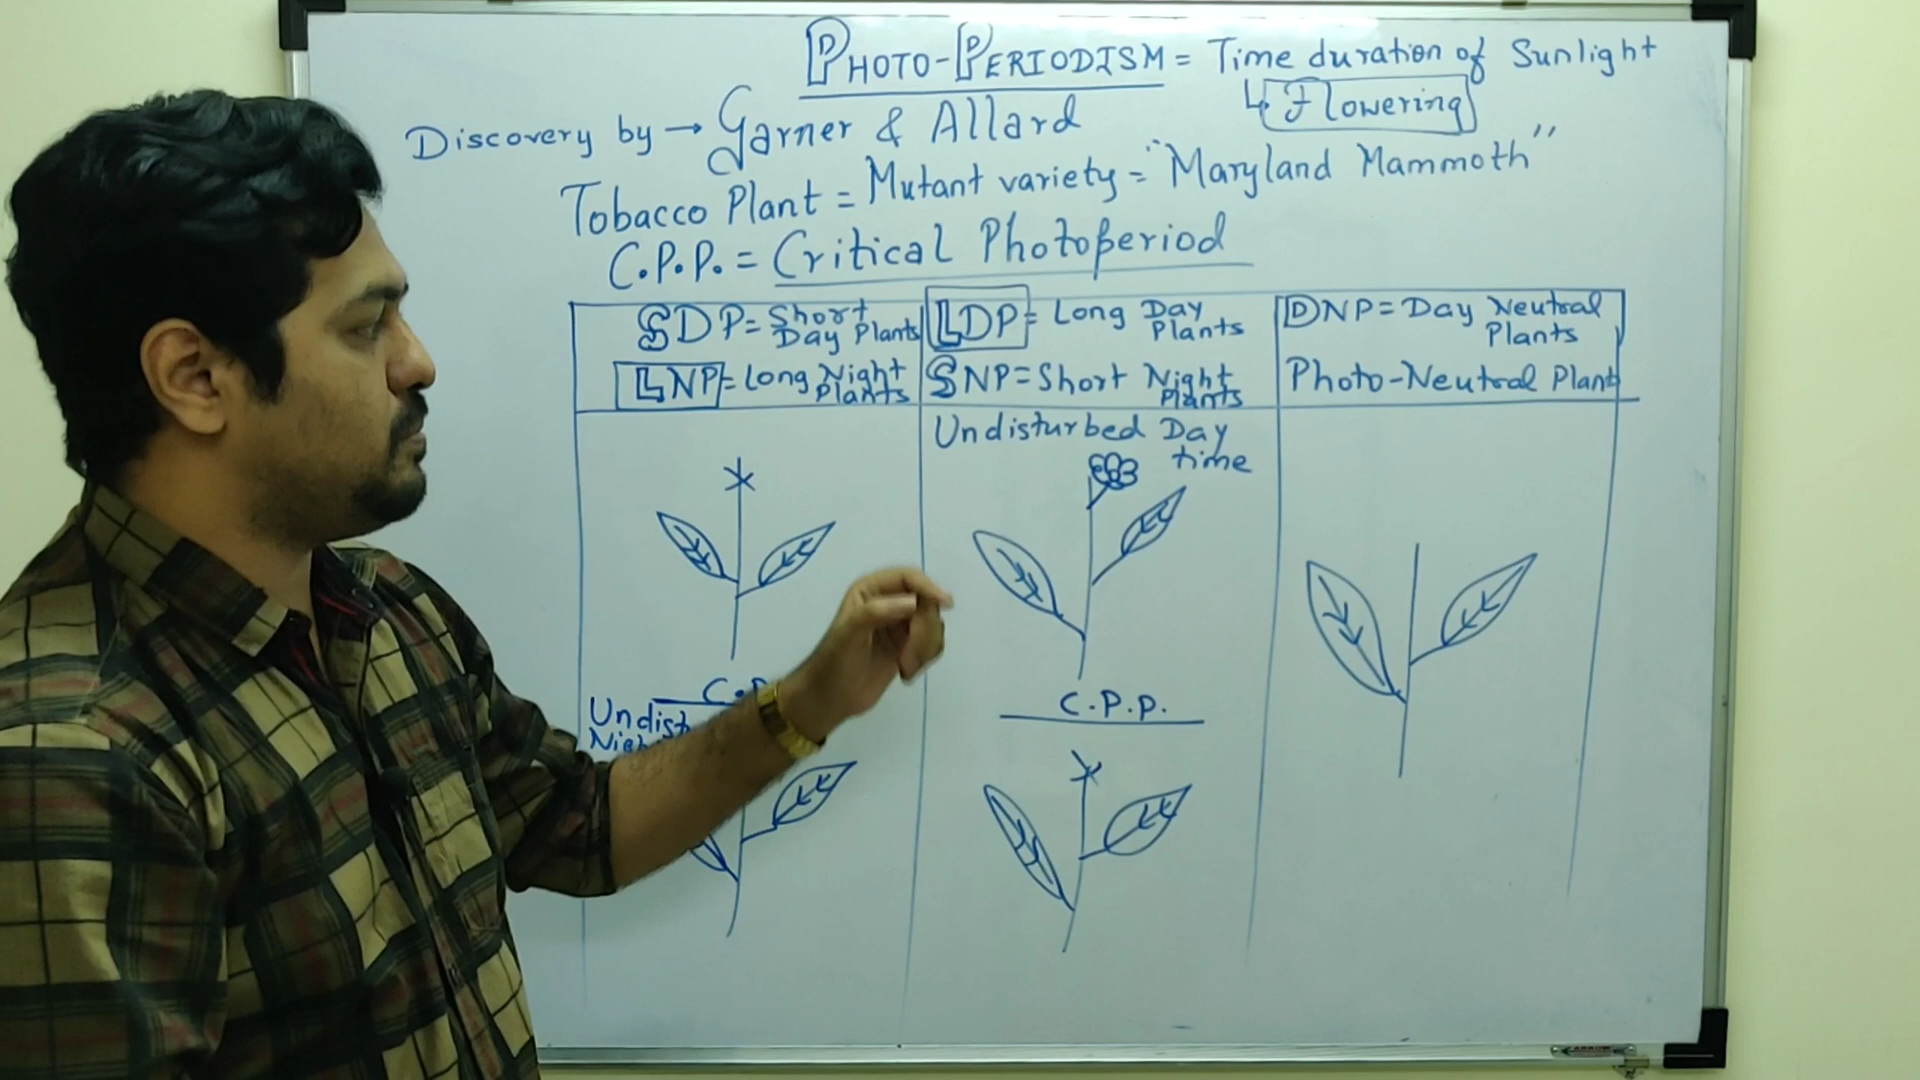 PHOTO-PERIODISM = Time duration of Sunlight
↳ Flowering
Discovery by → Garner & Allard
Tobacco Plant = Mutant variety = "Maryland Mammoth"
C.P.P. = Critical Photoperiod
SDP = Short Day Plants
LNP = Long Night Plants
LDP = Long Day Plants
SNP = Short Night Plants
DNP = Day Neutral Plants
Photo-Neutral Plant
Undisturbed Day time
C.P.P.